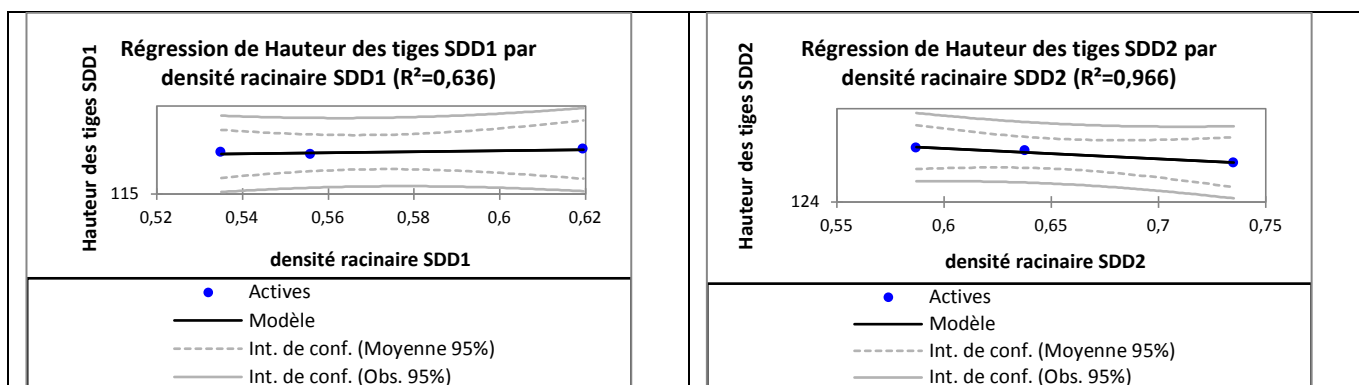 Régression de Hauteur des tiges SDD1 par
densité racinaire SDD1 (R²=0,636)
Hauteur des tiges SDD1
115
0,52 0,54 0,56 0,58 0,6 0,62
densité racinaire SDD1
Actives
Modèle
Int. de conf. (Moyenne 95%)
Int. de conf. (Obs. 95%)
Régression de Hauteur des tiges SDD2 par
densité racinaire SDD2 (R²=0,966)
Hauteur des tiges SDD2
124
0,55 0,6 0,65 0,7 0,75
densité racinaire SDD2
Actives
Modèle
Int. de conf. (Moyenne 95%)
Int. de conf. (Obs. 95%)